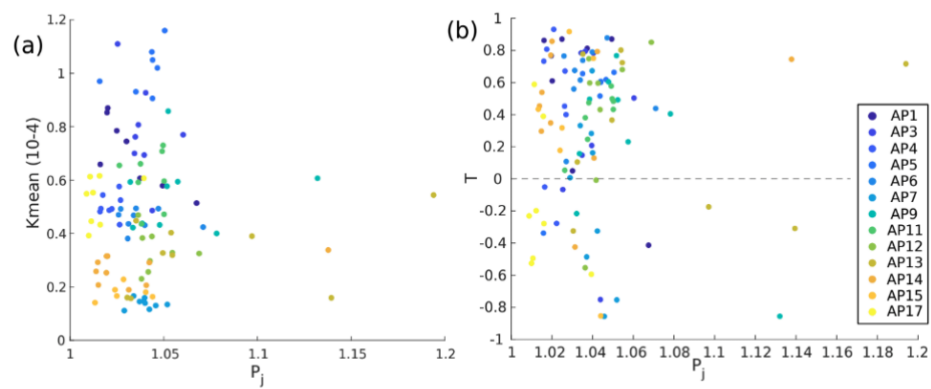 (a)
Kmean (10-4)
1.2
1
0.8
0.6
0.4
0.2
0
1 1.05 1.1 1.15 1.2
Pj
(b)
T
1
0.8
0.6
0.4
0.2
0
-0.2
-0.4
-0.6
-0.8
-1
1 1.02 1.04 1.06 1.08 1.1 1.12 1.14 1.16 1.18 1.2
Pj
AP1
AP3
AP4
AP5
AP6
AP7
AP9
AP11
AP12
AP13
AP14
AP15
AP17